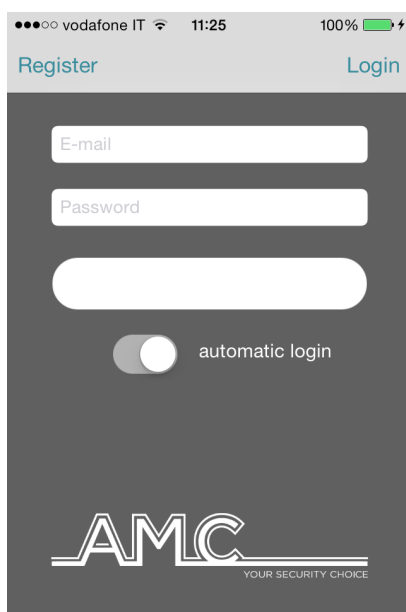 ●●●○○ vodafone IT 11:25 100%
Register Login
E-mail
Password
automatic login
AMC
YOUR SECURITY CHOICE